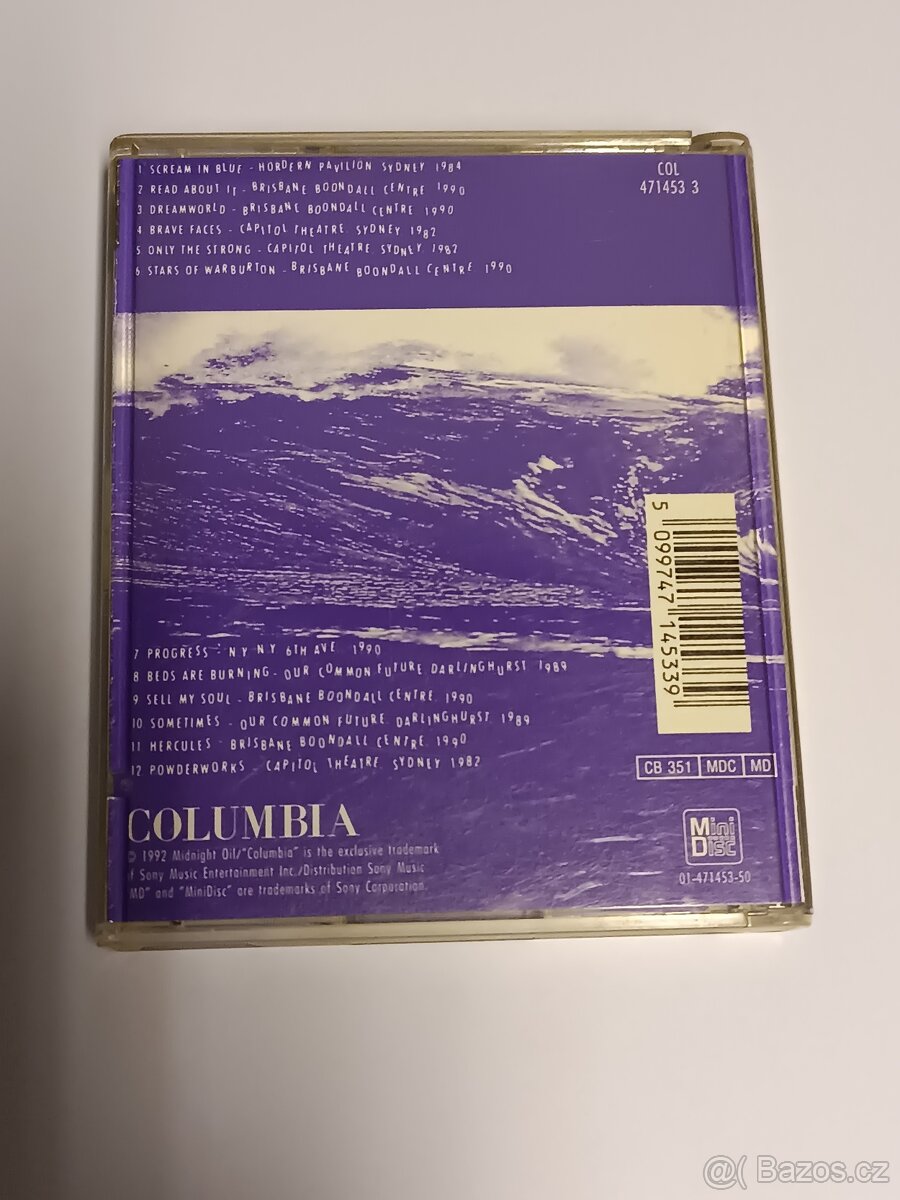 1 SCREAM IN BLUE - HORDERN PAVILION SYDNEY 1984
2 READ ABOUT IT - BRISBANE BOONDALL CENTRE 1990
3 DREAMWORLD - BRISBANE BOONDALL CENTRE 1990
4 BRAVE FACES - CAPITOL THEATRE SYDNEY 1982
5 ONLY THE STRONG - CAPITOL THEATRE SYDNEY 1982
6 STARS OF WARBURTON - BRISBANE BOONDALL CENTRE 1990
COL
471453 3
5 099747 145339
7 PROGRESS - N Y N Y 6TH AVE 1990
8 BEDS ARE BURNING - OUR COMMON FUTURE DARLINGHURST 1989
9 SELL MY SOUL - BRISBANE BOONDALL CENTRE 1990
10 SOMETIMES - OUR COMMON FUTURE DARLINGHURST 1989
11 HERCULES - BRISBANE BOONDALL CENTRE 1990
12 POWDERWORKS - CAPITOL THEATRE SYDNEY 1982
CB 351 MDC MD
COLUMBIA
℗ 1992 Midnight Oil/"Columbia" is the exclusive trademark
of Sony Music Entertainment Inc./Distribution Sony Music
"MD" and "MiniDisc" are trademarks of Sony Corporation.
Mini
Disc
01-471453-50
@( Bazos.cz